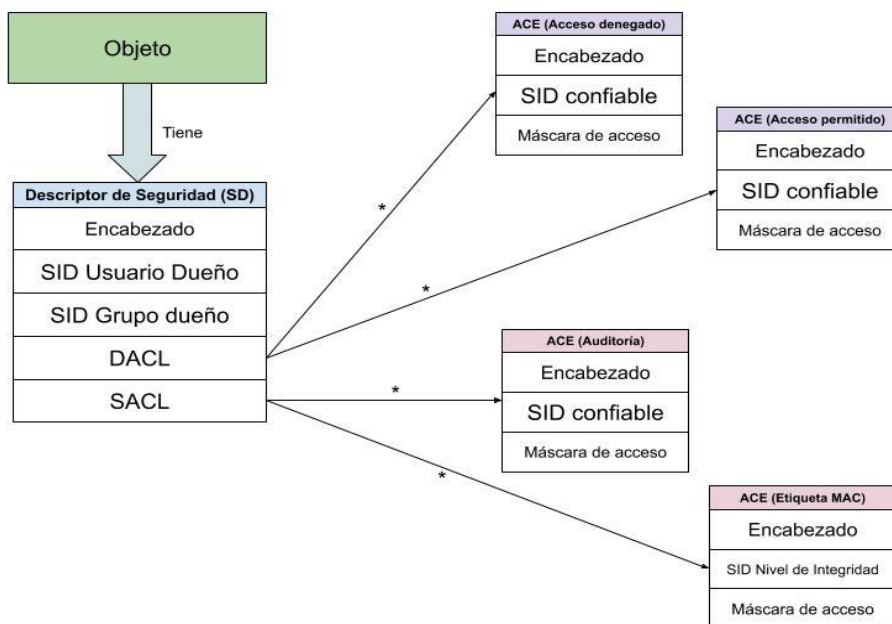 Objeto
Tiene
Descriptor de Seguridad (SD)
Encabezado
SID Usuario Dueño
SID Grupo dueño
DACL
SACL
*
*
*
*
ACE (Acceso denegado)
Encabezado
SID confiable
Máscara de acceso
ACE (Acceso permitido)
Encabezado
SID confiable
Máscara de acceso
ACE (Auditoría)
Encabezado
SID confiable
Máscara de acceso
ACE (Etiqueta MAC)
Encabezado
SID Nivel de Integridad
Máscara de acceso